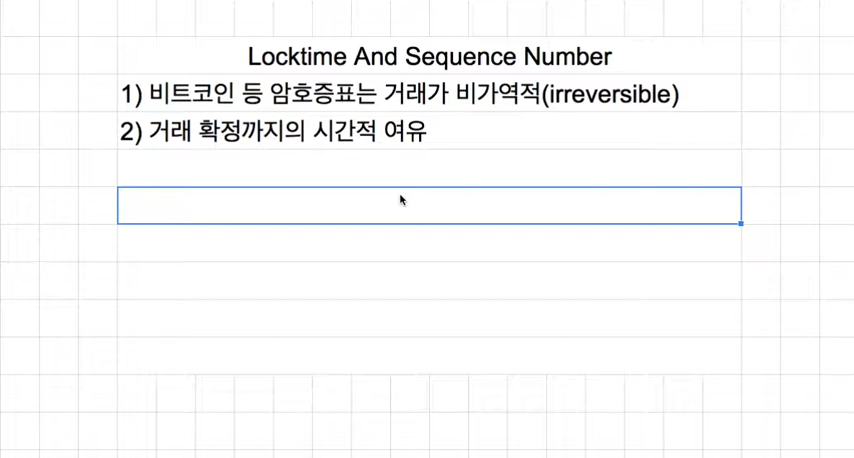 Locktime And Sequence Number
1) 비트코인 등 암호증표는 거래가 비가역적(irreversible)
2) 거래 확정까지의 시간적 여유